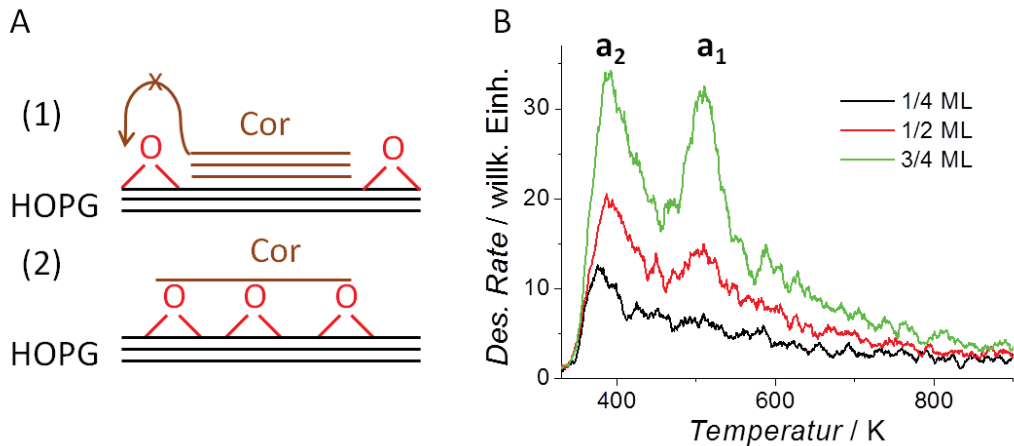 A
(1)
x
Cor
O
O
HOPG
(2)
Cor
O
O
O
HOPG
B
a₂
a₁
1/4 ML
1/2 ML
3/4 ML
Des. Rate / willk. Einh.
30
20
10
0
400
600
800
Temperatur / K